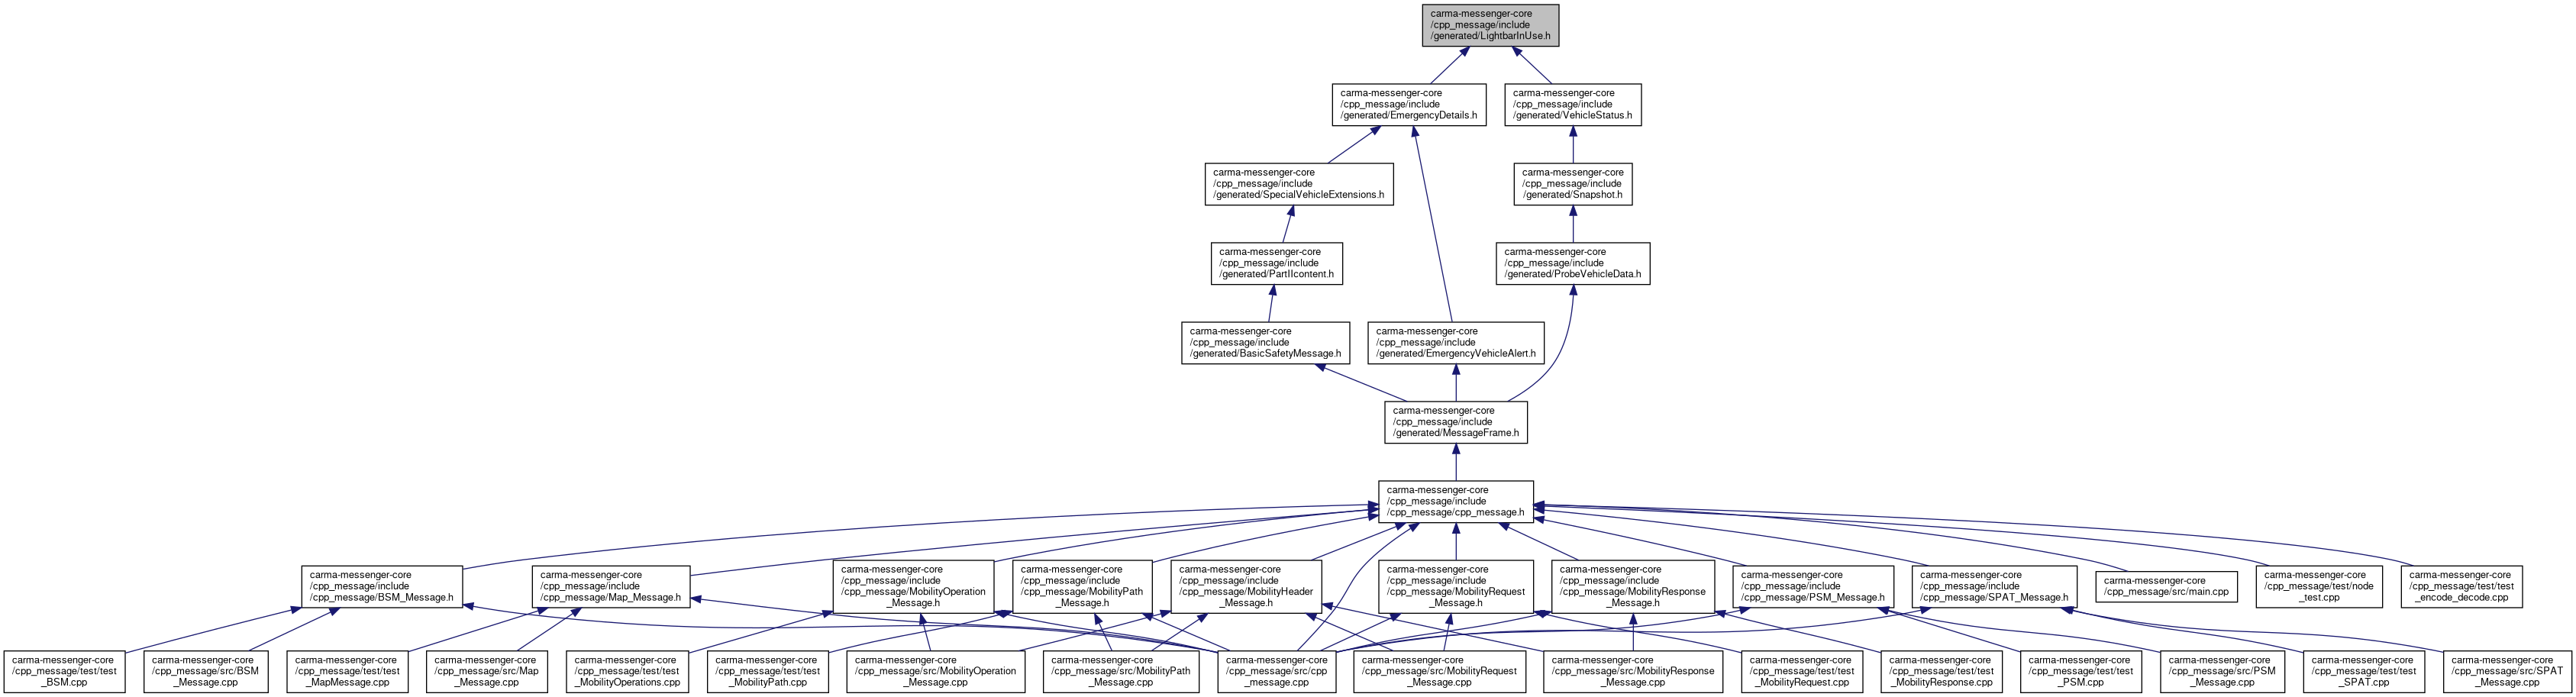 carma-messenger-core
/cpp_message/include
/generated/LightbarInUse.h
carma-messenger-core
/cpp_message/include
/generated/EmergencyDetails.h
carma-messenger-core
/cpp_message/include
/generated/VehicleStatus.h
carma-messenger-core
/cpp_message/include
/generated/SpecialVehicleExtensions.h
carma-messenger-core
/cpp_message/include
/generated/Snapshot.h
carma-messenger-core
/cpp_message/include
/generated/PartIIcontent.h
carma-messenger-core
/cpp_message/include
/generated/ProbeVehicleData.h
carma-messenger-core
/cpp_message/include
/generated/BasicSafetyMessage.h
carma-messenger-core
/cpp_message/include
/generated/EmergencyVehicleAlert.h
carma-messenger-core
/cpp_message/include
/generated/MessageFrame.h
carma-messenger-core
/cpp_message/include
/cpp_message/cpp_message.h
carma-messenger-core
/cpp_message/include
/cpp_message/BSM_Message.h
carma-messenger-core
/cpp_message/include
/cpp_message/Map_Message.h
carma-messenger-core
/cpp_message/include
/cpp_message/MobilityOperation
_Message.h
carma-messenger-core
/cpp_message/include
/cpp_message/MobilityPath
_Message.h
carma-messenger-core
/cpp_message/include
/cpp_message/MobilityHeader
_Message.h
carma-messenger-core
/cpp_message/include
/cpp_message/MobilityRequest
_Message.h
carma-messenger-core
/cpp_message/include
/cpp_message/MobilityResponse
_Message.h
carma-messenger-core
/cpp_message/include
/cpp_message/PSM_Message.h
carma-messenger-core
/cpp_message/include
/cpp_message/SPAT_Message.h
carma-messenger-core
/cpp_message/src/main.cpp
carma-messenger-core
/cpp_message/test/node
_test.cpp
carma-messenger-core
/cpp_message/test/test
_encode_decode.cpp
carma-messenger-core
/cpp_message/test/test
_BSM.cpp
carma-messenger-core
/cpp_message/src/BSM
_Message.cpp
carma-messenger-core
/cpp_message/test/test
_MapMessage.cpp
carma-messenger-core
/cpp_message/src/Map
_Message.cpp
carma-messenger-core
/cpp_message/test/test
_MobilityOperations.cpp
carma-messenger-core
/cpp_message/test/test
_MobilityPath.cpp
carma-messenger-core
/cpp_message/src/MobilityOperation
_Message.cpp
carma-messenger-core
/cpp_message/src/MobilityPath
_Message.cpp
carma-messenger-core
/cpp_message/src/cpp
_message.cpp
carma-messenger-core
/cpp_message/src/MobilityRequest
_Message.cpp
carma-messenger-core
/cpp_message/src/MobilityResponse
_Message.cpp
carma-messenger-core
/cpp_message/test/test
_MobilityRequest.cpp
carma-messenger-core
/cpp_message/test/test
_MobilityResponse.cpp
carma-messenger-core
/cpp_message/test/test
_PSM.cpp
carma-messenger-core
/cpp_message/src/PSM
_Message.cpp
carma-messenger-core
/cpp_message/test/test
_SPAT.cpp
carma-messenger-core
/cpp_message/src/SPAT
_Message.cpp